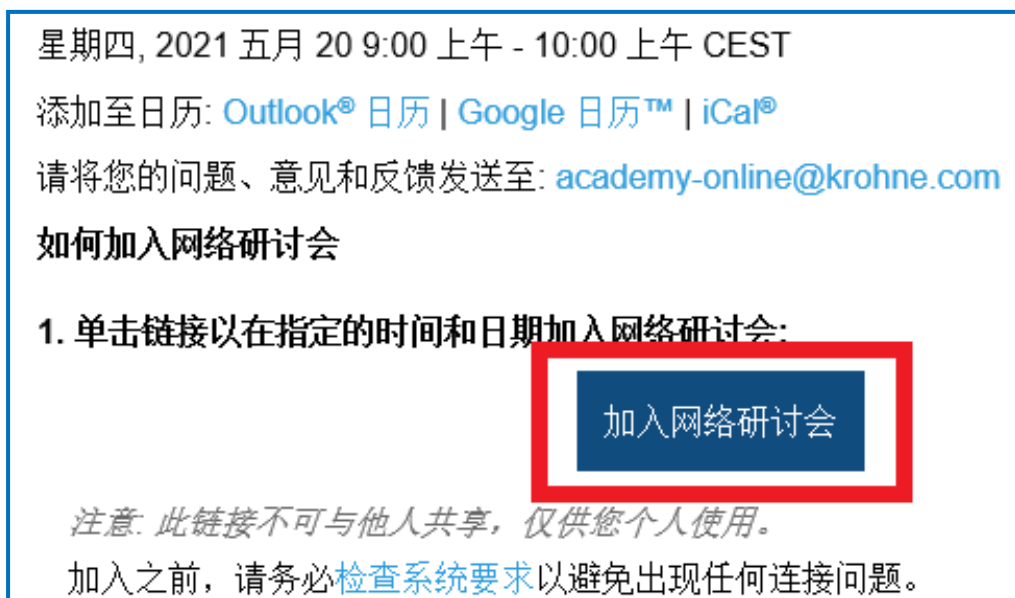 星期四, 2021 五月 20 9:00 上午 - 10:00 上午 CEST
添加至日历: Outlook® 日历 | Google 日历™ | iCal®
请将您的问题、意见和反馈发送至: academy-online@krohne.com
如何加入网络研讨会
1. 单击链接以在指定的时间和日期加入网络研讨会:
加入网络研讨会
注意: 此链接不可与他人共享，仅供您个人使用。
加入之前，请务必检查系统要求以避免出现任何连接问题。